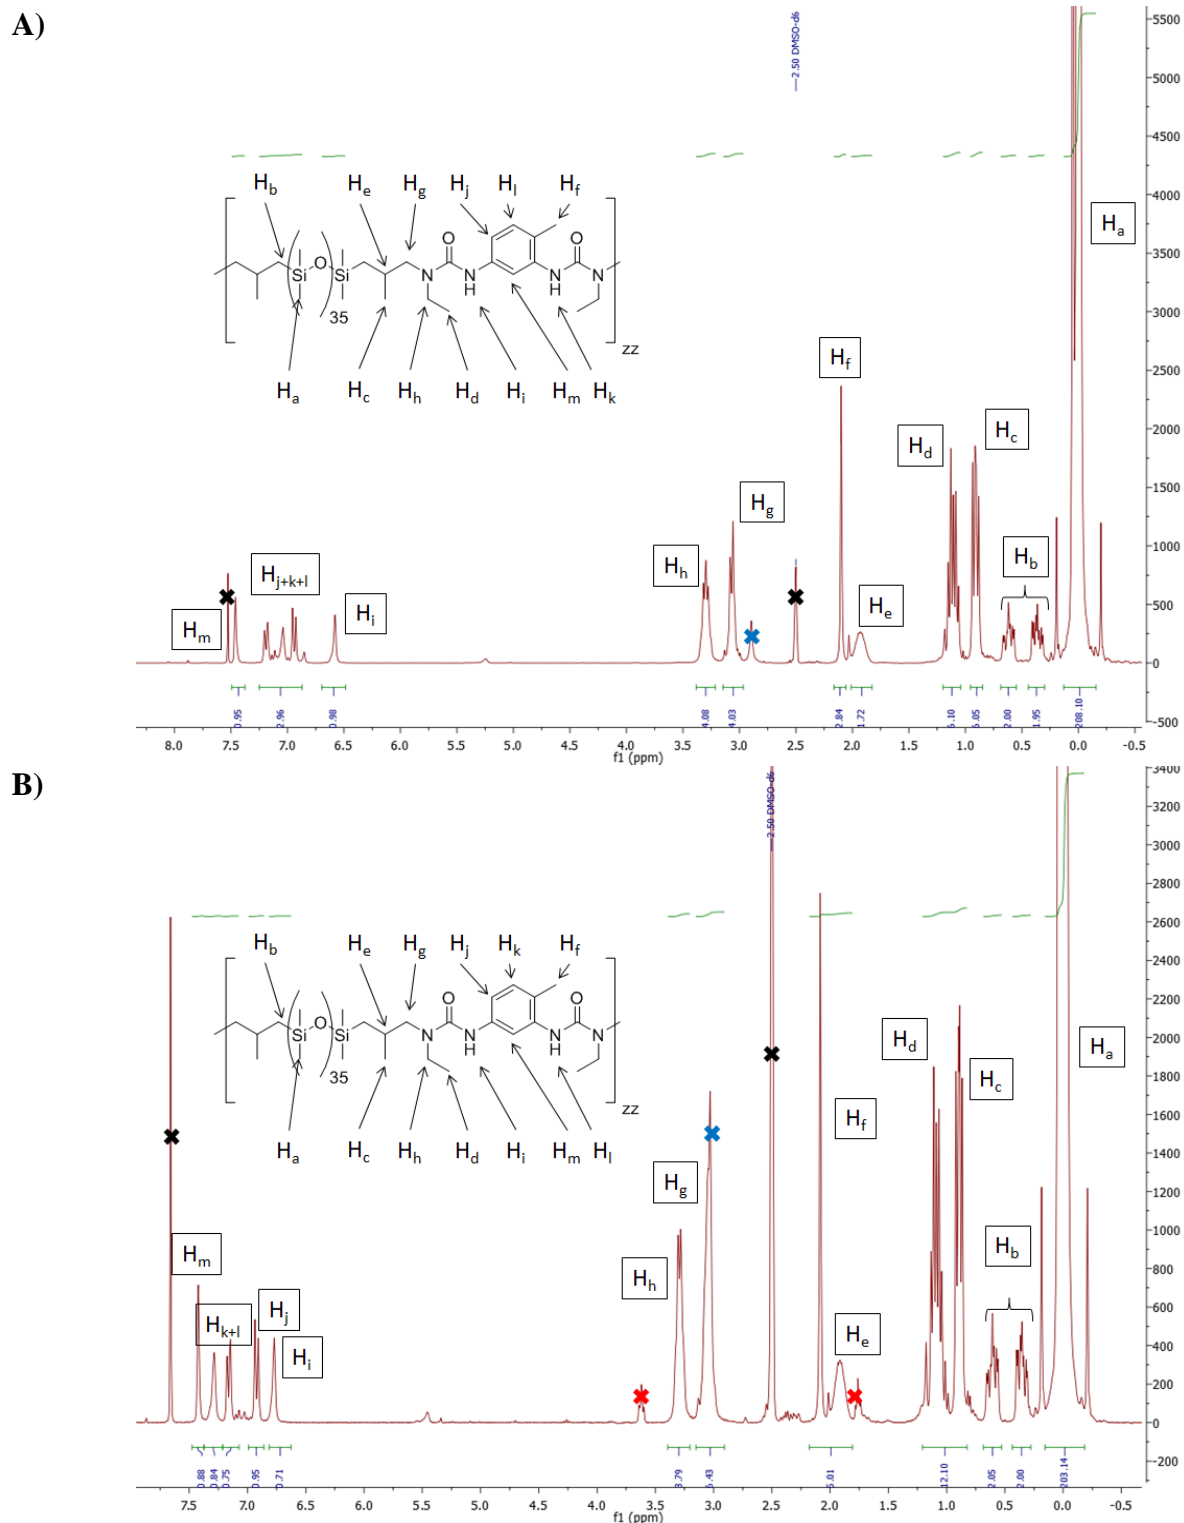 A)
2.50 DMSO-d6
5500
5000
4500
4000
3500
3000
2500
2000
1500
1000
500
0
-500
Hb He Hg Hj Hl Hf
O O
Si O Si N N H N H N
35
zz
Ha Hc Hh Hd Hi Hm Hk
Ha
Hf
Hd
Hc
Hg
Hh
Hb
He
Hj+k+l
Hi
Hm
0.95 2.96 0.98 4.08 4.03 2.84 1.72 2.00 1.95 208.10
8.0 7.5 7.0 6.5 6.0 5.5 5.0 4.5 4.0 3.5 3.0 2.5 2.0 1.5 1.0 0.5 0.0 -0.5
f1 (ppm)
B)
2.50 DMSO-d6
3400
3200
3000
2800
2600
2400
2200
2000
1800
1600
1400
1200
1000
800
600
400
200
0
-200
Hb He Hg Hj Hk Hf
O O
Si O Si N N H N H N
35
zz
Ha Hc Hh Hd Hi Hm Hl
Hd
Ha
Hc
Hf
Hg
Hh
Hb
He
Hm
Hk+l
Hj
Hi
0.88 0.84 0.75 0.95 0.71 3.79 12.10 2.05 2.00 203.14
7.5 7.0 6.5 6.0 5.5 5.0 4.5 4.0 3.5 3.0 2.5 2.0 1.5 1.0 0.5 0.0 -0.5
f1 (ppm)